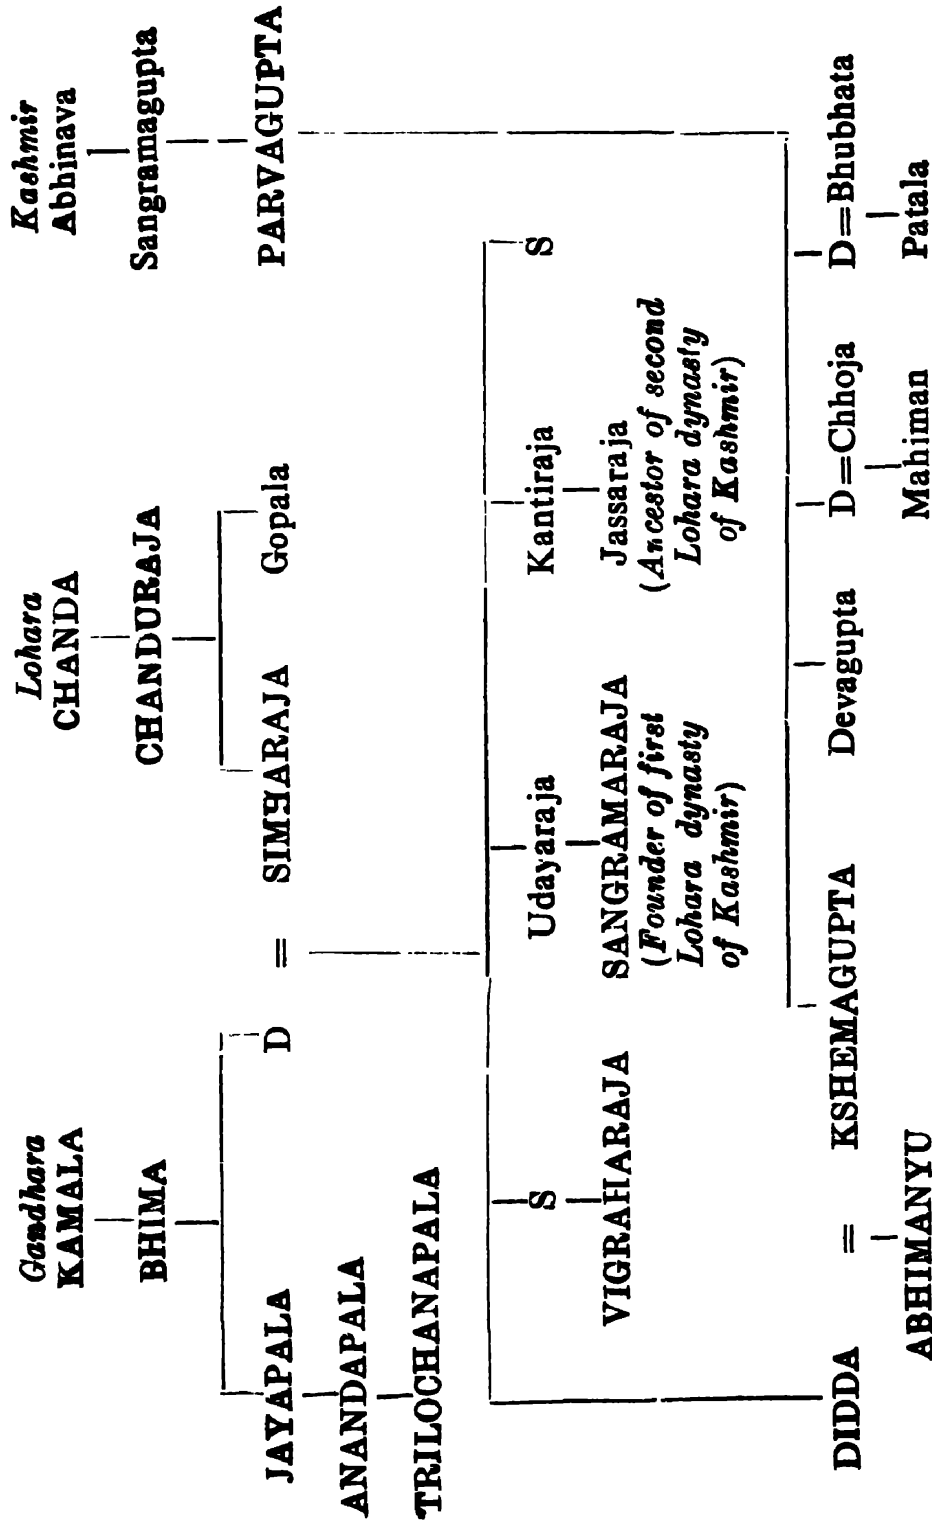 Gandhara Lohara Kashmir
KAMALA CHANDA Abhinava
BHIMA CHANDURAJA Sangramagupta
JAYAPALA D = SIMHARAJA Gopala PARVAGUPTA
ANANDAPALA
TRILOCHANAPALA
S Udayaraja Kantiraja S
VIGRAHARAJA SANGRAMARAJA Jassaraja
(Founder of first (Ancestor of second
Lohara dynasty Lohara dynasty
of Kashmir) of Kashmir)
DIDDA = KSHEMAGUPTA Devagupta D=Chhoja D=Bhubhata
ABHIMANYU Mahiman Patala